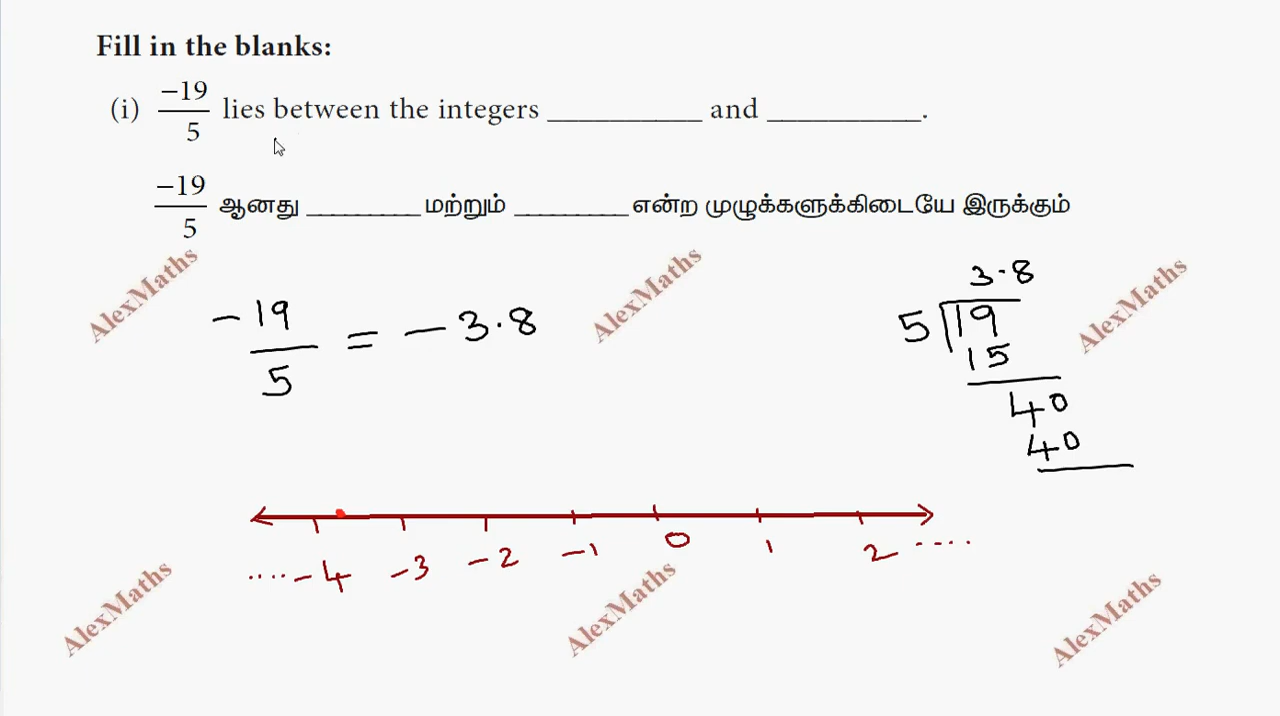 Fill in the blanks:
(i) −19/5 lies between the integers __________ and __________.
−19/5 ஆனது ________ மற்றும் ________ என்ற முழுக்களுக்கிடையே இருக்கும்
AlexMaths AlexMaths AlexMaths
−19/5 = −3.8
3.8
5 19
15
40
40
.... −4 −3 −2 −1 0 1 2 ....
AlexMaths AlexMaths AlexMaths